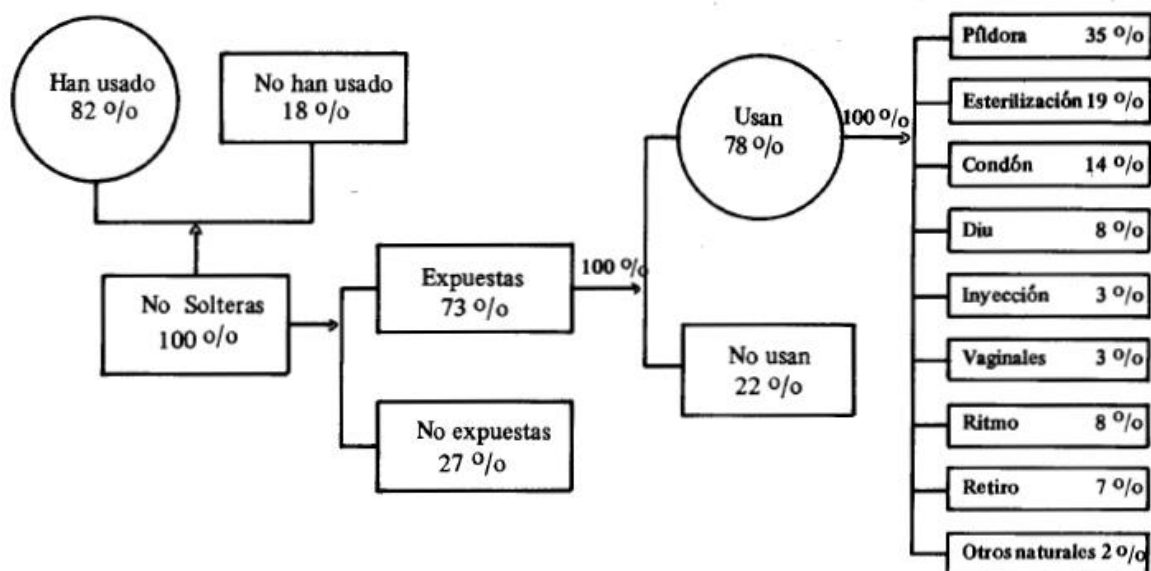 Han usado
82 o/o
No han usado
18 o/o
No Solteras
100 o/o
Expuestas
73 o/o
No expuestas
27 o/o
100 o/o
Usan
78 o/o
No usan
22 o/o
100 o/o
Píldora 35 o/o
Esterilización 19 o/o
Condón 14 o/o
Diu 8 o/o
Inyección 3 o/o
Vaginales 3 o/o
Ritmo 8 o/o
Retiro 7 o/o
Otros naturales 2 o/o